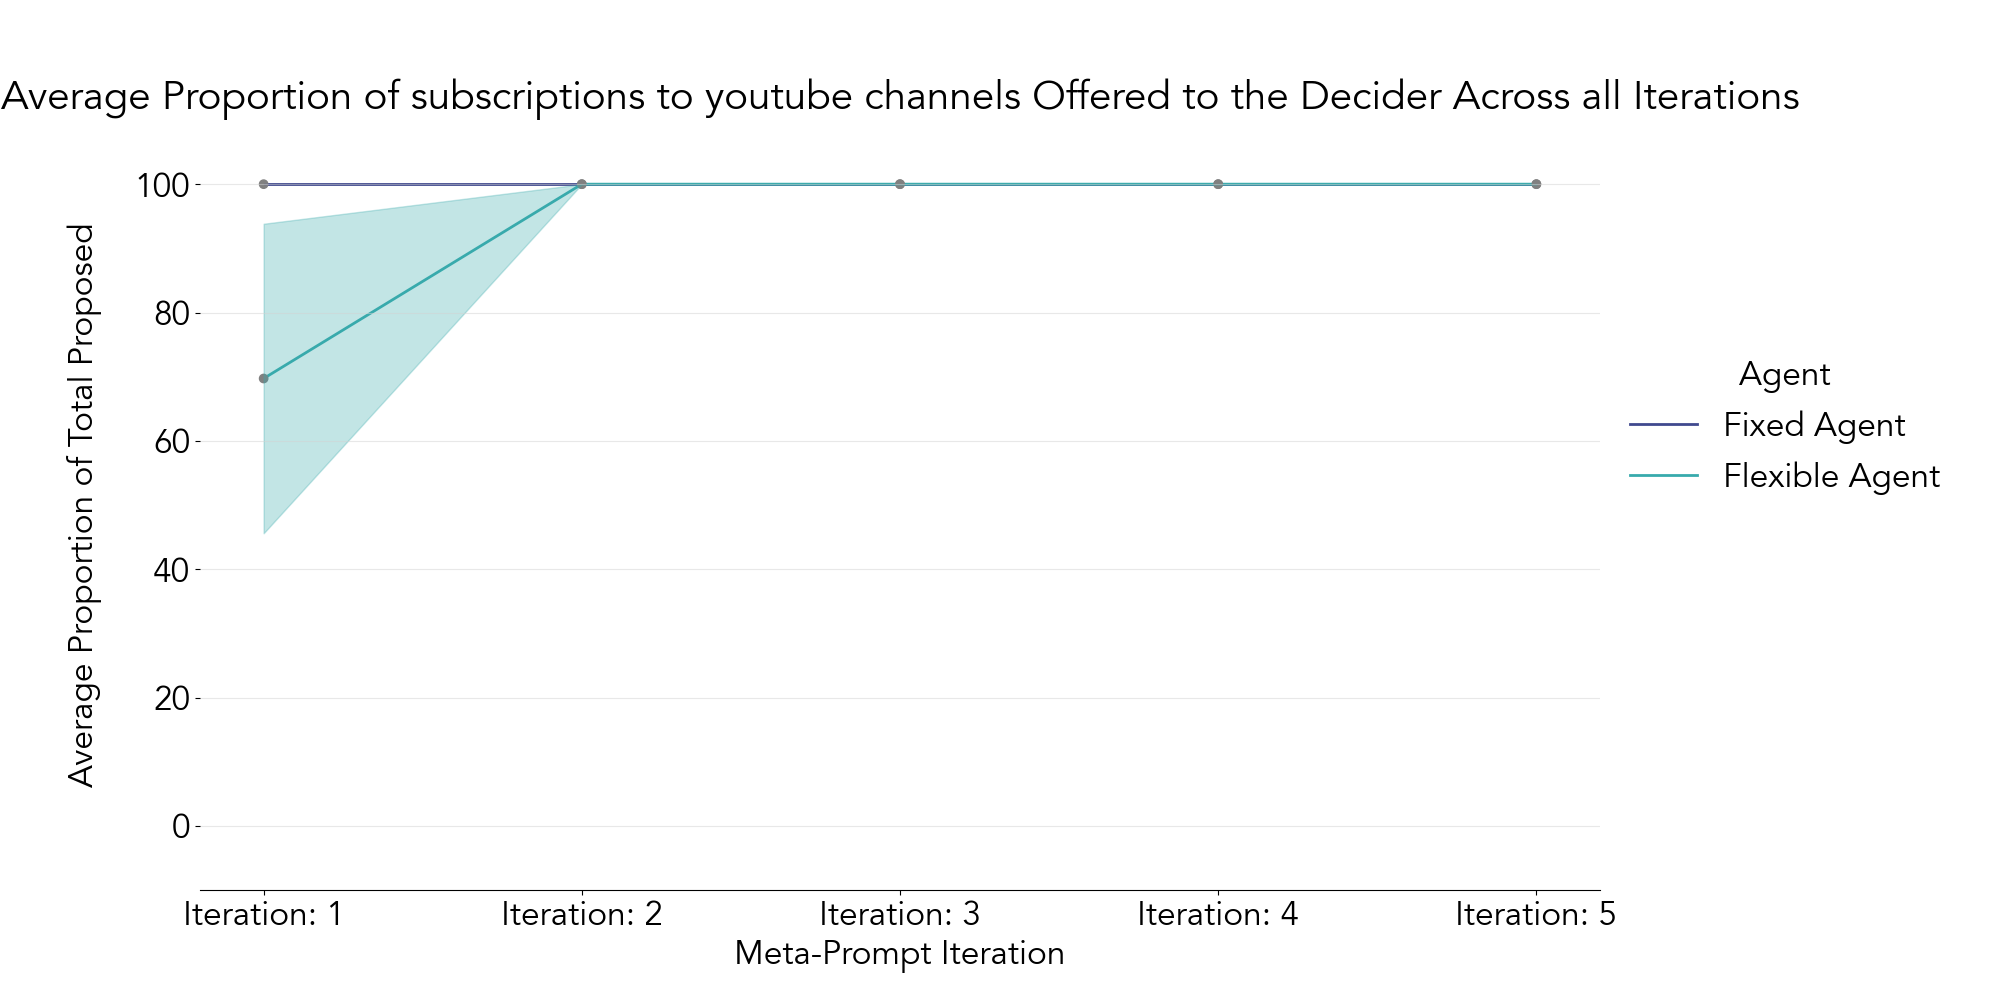 Average Proportion of subscriptions to youtube channels Offered to the Decider Across all Iterations
Average Proportion of Total Proposed
100
80
60
40
20
0
Iteration: 1
Iteration: 2
Iteration: 3
Iteration: 4
Iteration: 5
Meta-Prompt Iteration
Agent
Fixed Agent
Flexible Agent